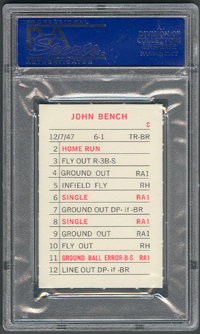 JOHN BENCH
C
12/7/47 6-1 TR-BR
2 HOME RUN
3 FLY OUT R-3B-S
4 GROUND OUT RA1
5 INFIELD FLY RH
6 SINGLE RA1
7 GROUND OUT DP-if-BR
8 SINGLE RA1
9 GROUND OUT RA1
10 FLY OUT RH
11 GROUND BALL ERROR-B-S RA1
12 LINE OUT DP-if-BR